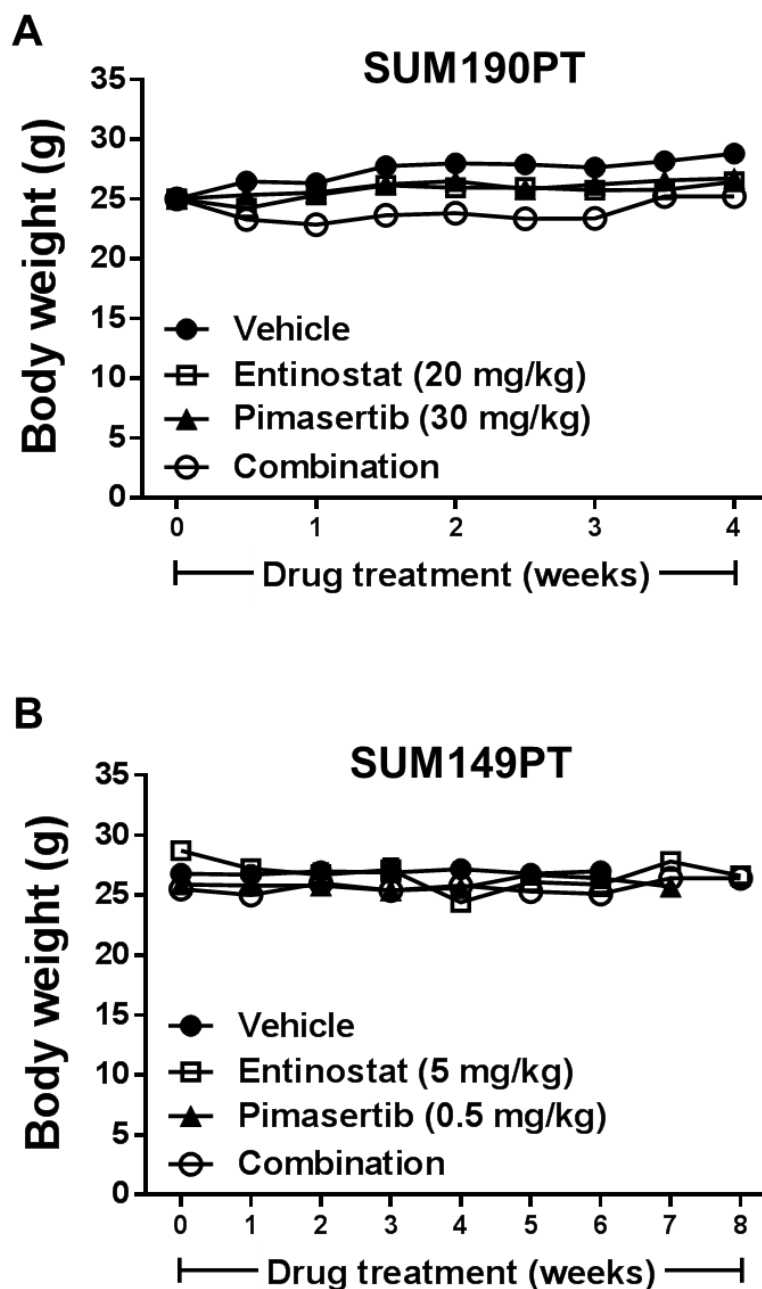 A
SUM190PT
Body weight (g)
35
30
25
20
15
10
5
0
Vehicle
Entinostat (20 mg/kg)
Pimasertib (30 mg/kg)
Combination
0 1 2 3 4
Drug treatment (weeks)
B
SUM149PT
Body weight (g)
35
30
25
20
15
10
5
0
Vehicle
Entinostat (5 mg/kg)
Pimasertib (0.5 mg/kg)
Combination
0 1 2 3 4 5 6 7 8
Drug treatment (weeks)